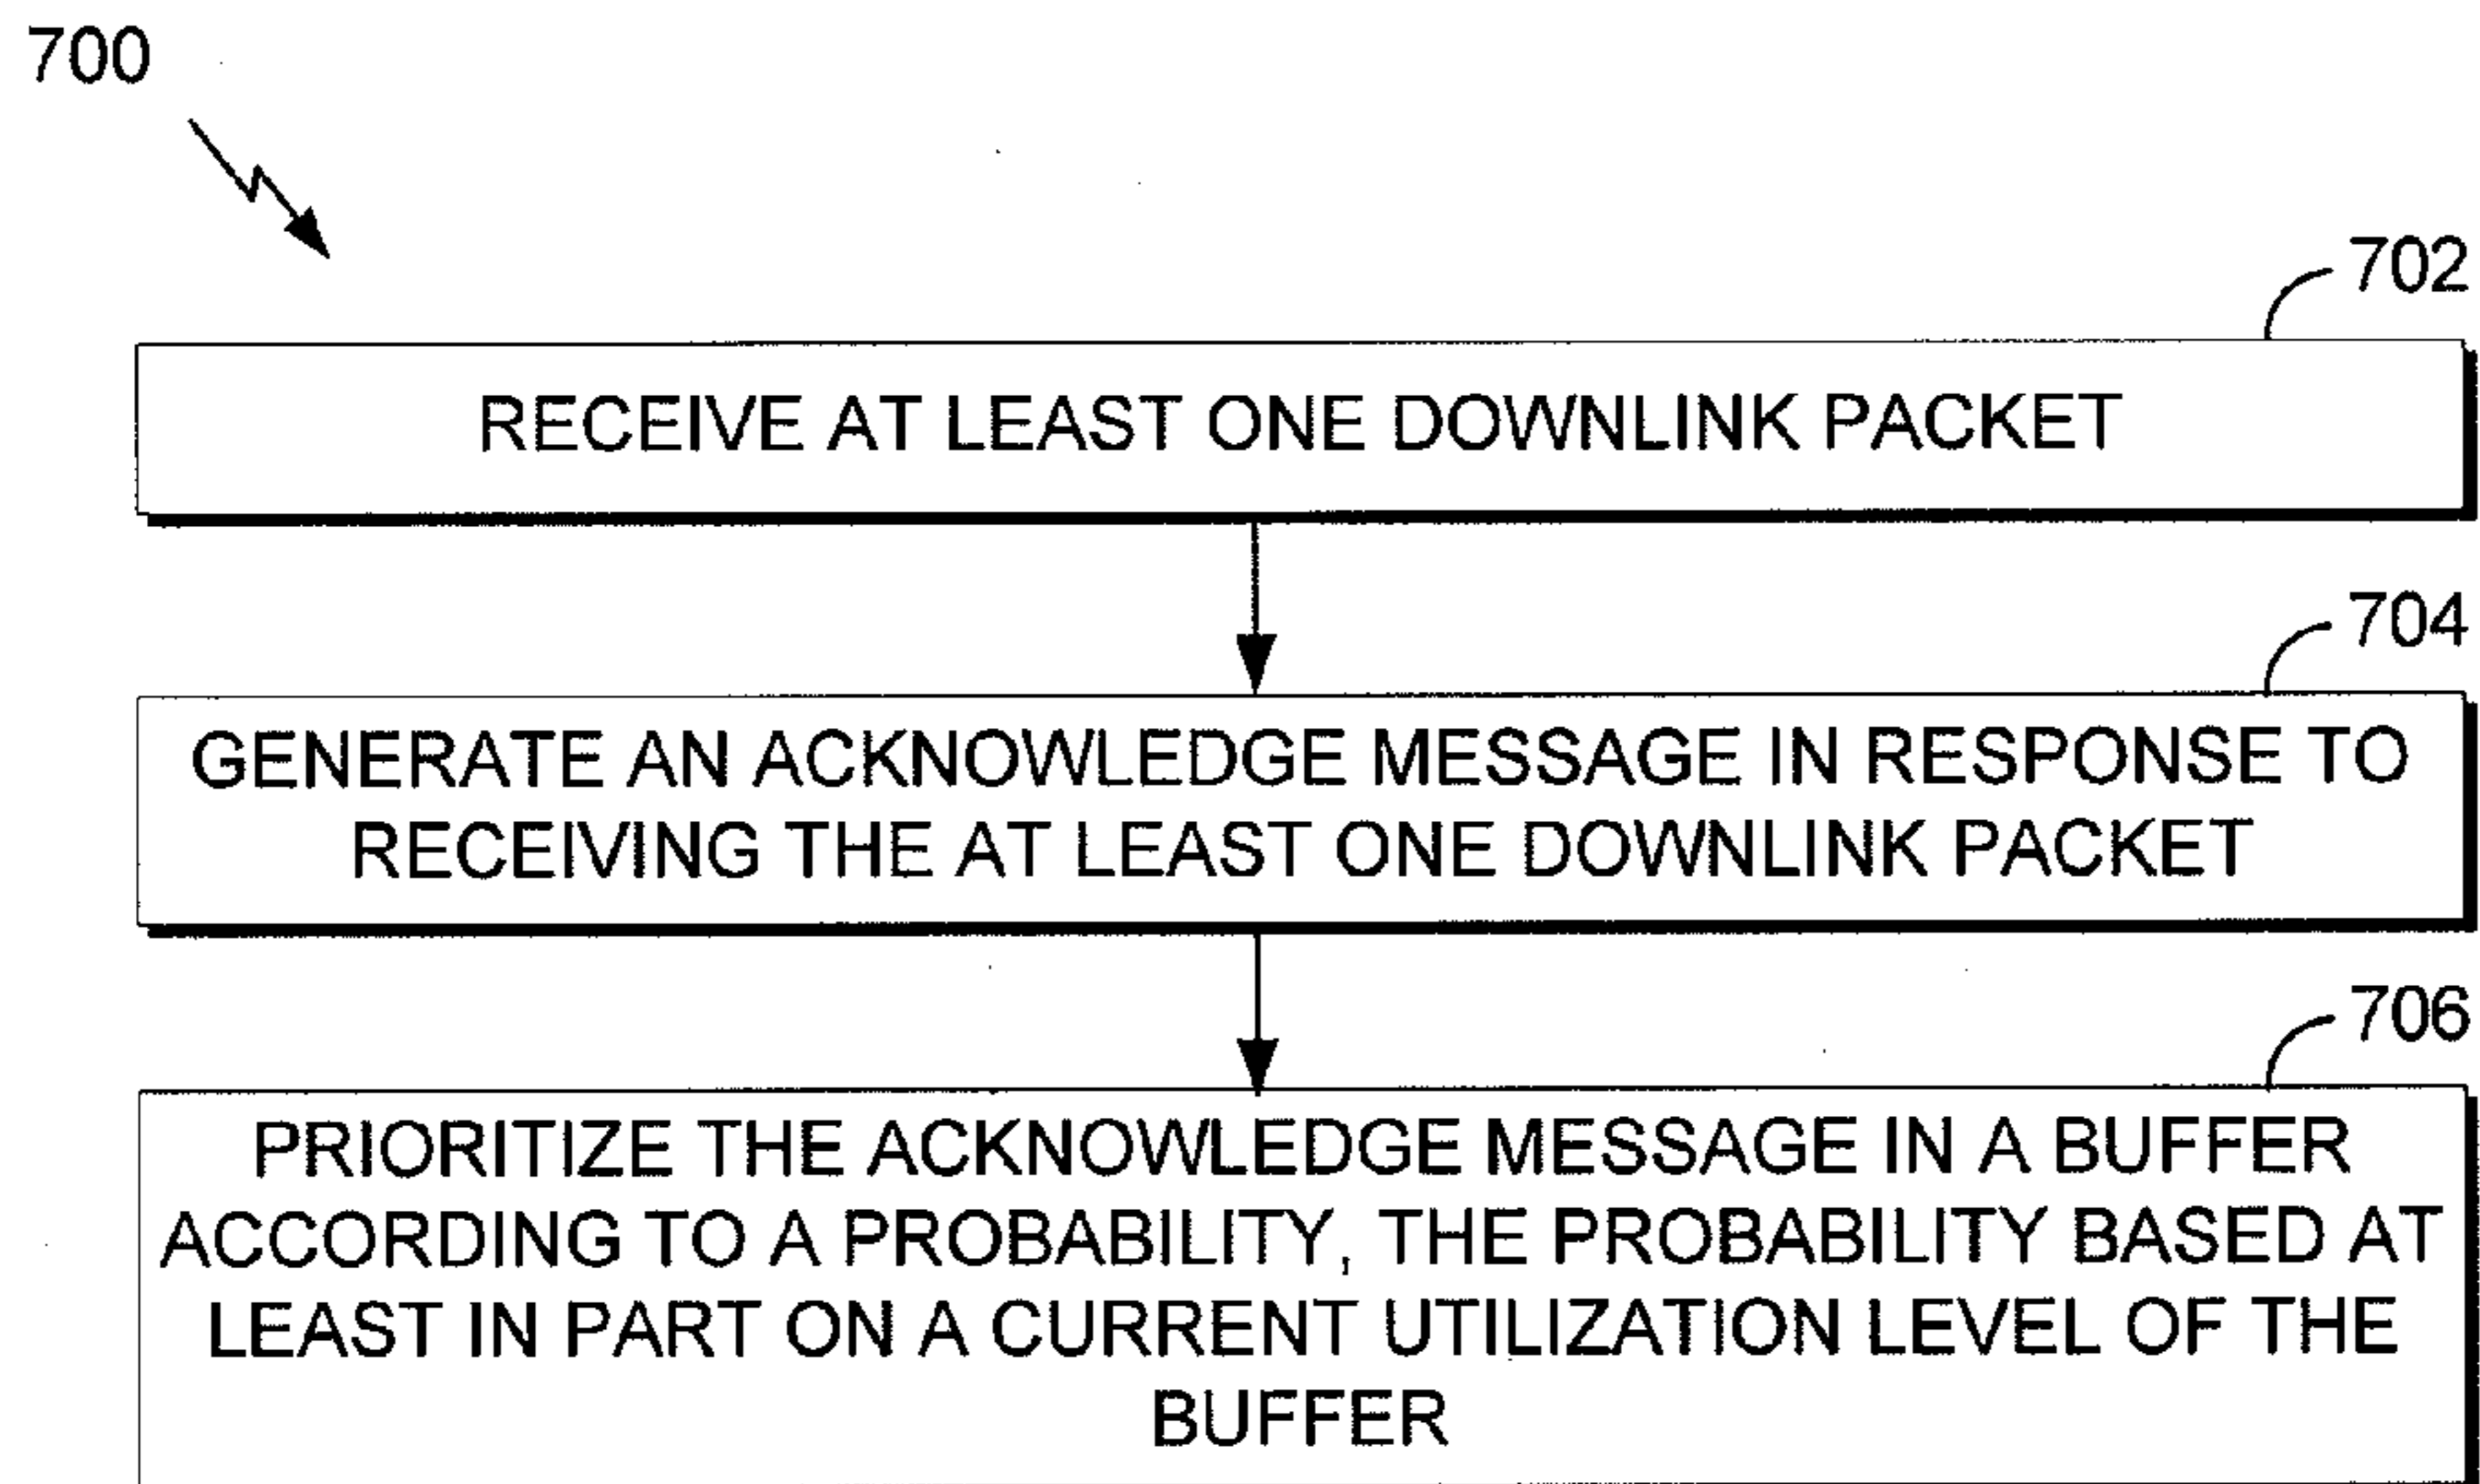 700
702
RECEIVE AT LEAST ONE DOWNLINK PACKET
704
GENERATE AN ACKNOWLEDGE MESSAGE IN RESPONSE TO
RECEIVING THE AT LEAST ONE DOWNLINK PACKET
706
PRIORITIZE THE ACKNOWLEDGE MESSAGE IN A BUFFER
ACCORDING TO A PROBABILITY, THE PROBABILITY BASED AT
LEAST IN PART ON A CURRENT UTILIZATION LEVEL OF THE
BUFFER